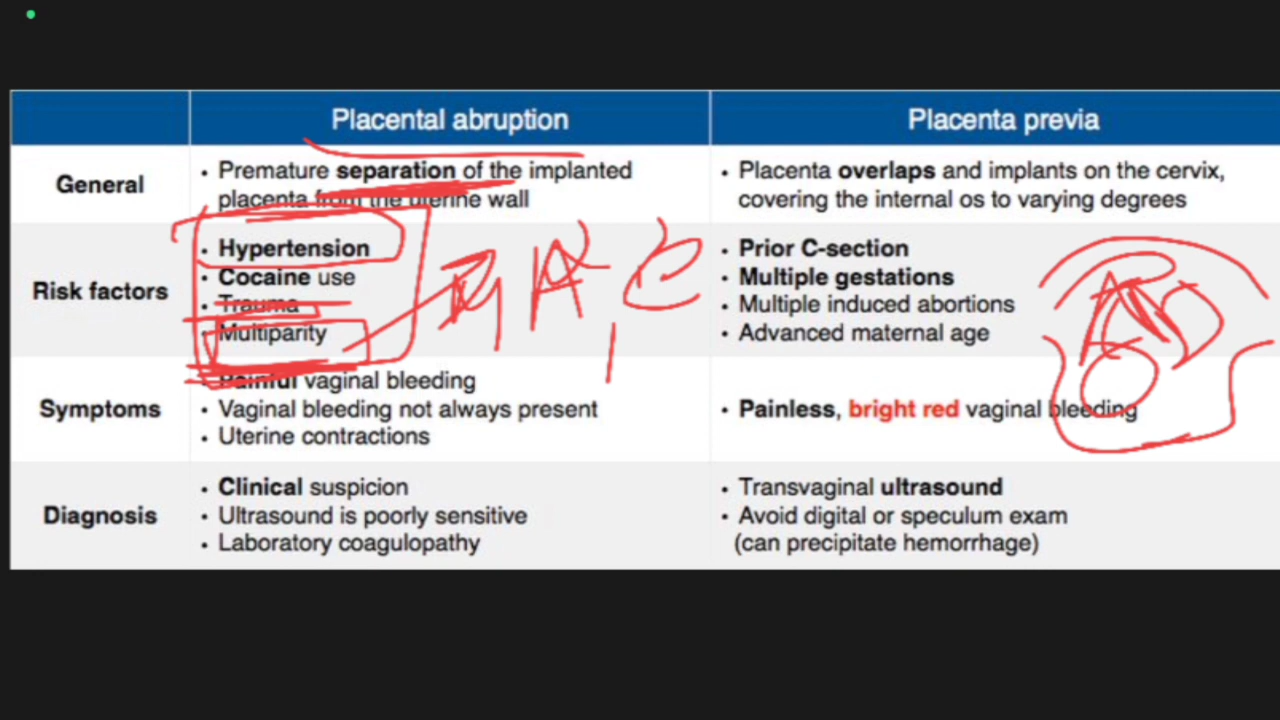 Placental abruption
Placenta previa
General
• Premature separation of the implanted
placenta from the uterine wall
• Placenta overlaps and implants on the cervix,
covering the internal os to varying degrees
Risk factors
• Hypertension
• Cocaine use
• Trauma
• Multiparity
• Prior C-section
• Multiple gestations
• Multiple induced abortions
• Advanced maternal age
Symptoms
• Painful vaginal bleeding
• Vaginal bleeding not always present
• Uterine contractions
• Painless, bright red vaginal bleeding
Diagnosis
• Clinical suspicion
• Ultrasound is poorly sensitive
• Laboratory coagulopathy
• Transvaginal ultrasound
• Avoid digital or speculum exam
(can precipitate hemorrhage)